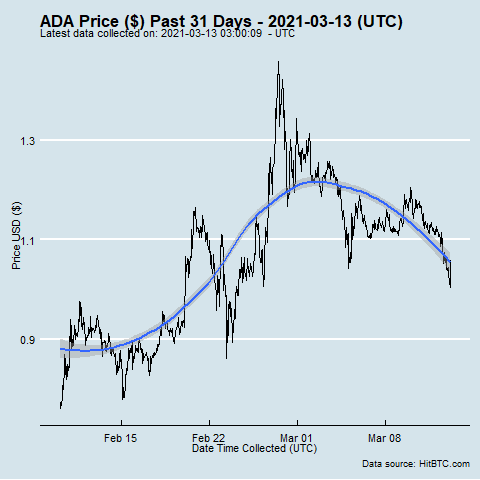 ADA Price ($) Past 31 Days - 2021-03-13 (UTC)
Latest data collected on: 2021-03-13 03:00:09 - UTC
1.3
1.1
0.9
Price USD ($)
Feb 15
Feb 22
Mar 01
Mar 08
Date Time Collected (UTC)
Data source: HitBTC.com